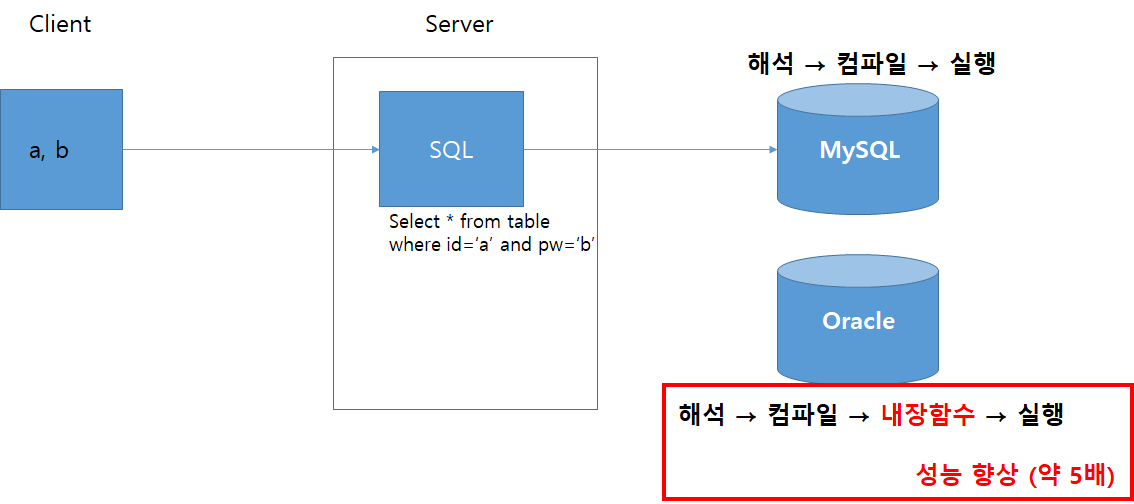 Client
Server
해석 → 컴파일 → 실행
a, b
SQL
MySQL
Select * from table
where id=‘a’ and pw=‘b’
Oracle
해석 → 컴파일 → 내장함수 → 실행
성능 향상 (약 5배)